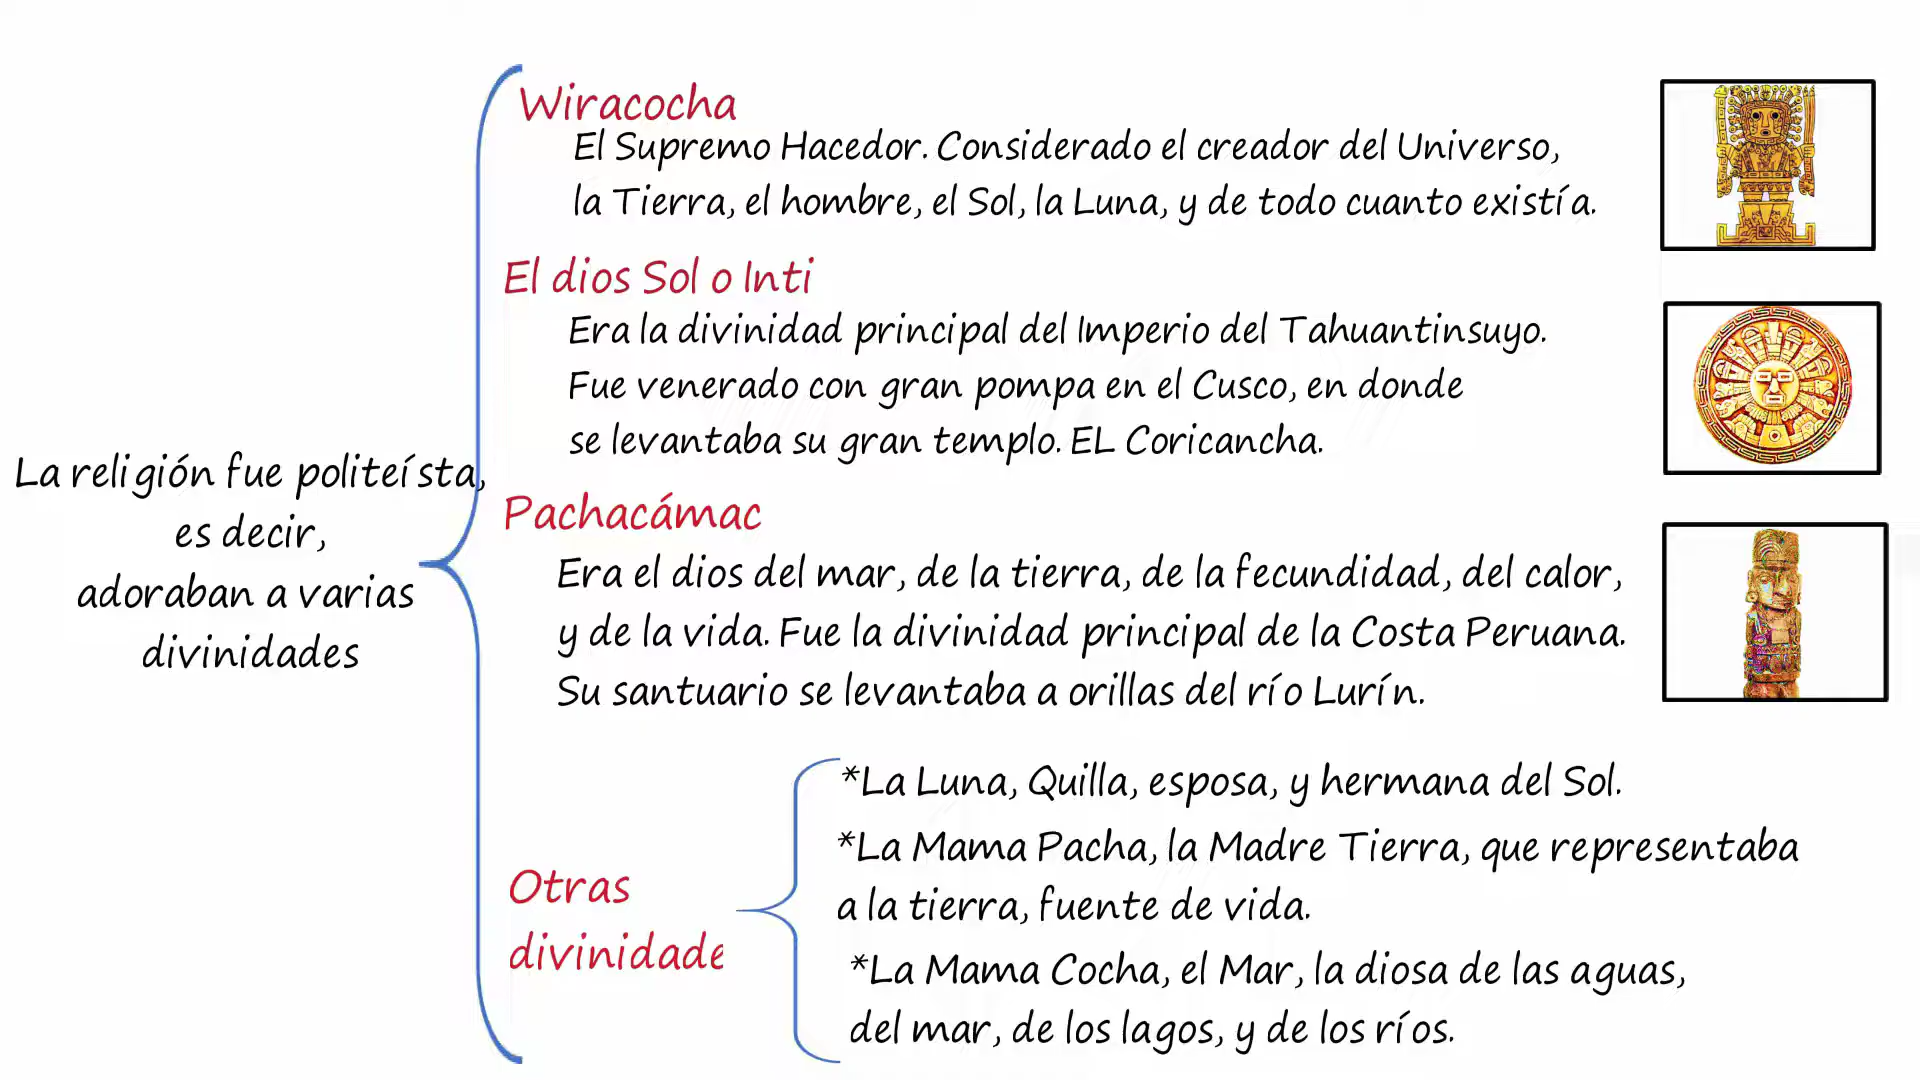 Wiracocha
El Supremo Hacedor. Considerado el creador del Universo,
la Tierra, el hombre, el Sol, la Luna, y de todo cuanto existía.
El dios Sol o Inti
Era la divinidad principal del Imperio del Tahuantinsuyo.
Fue venerado con gran pompa en el Cusco, en donde
se levantaba su gran templo. EL Coricancha.
La religión fue politeísta,
es decir,
adoraban a varias
divinidades
Pachacámac
Era el dios del mar, de la tierra, de la fecundidad, del calor,
y de la vida. Fue la divinidad principal de la Costa Peruana.
Su santuario se levantaba a orillas del río Lurín.
Otras
divinidade
*La Luna, Quilla, esposa, y hermana del Sol.
*La Mama Pacha, la Madre Tierra, que representaba
a la tierra, fuente de vida.
*La Mama Cocha, el Mar, la diosa de las aguas,
del mar, de los lagos, y de los ríos.